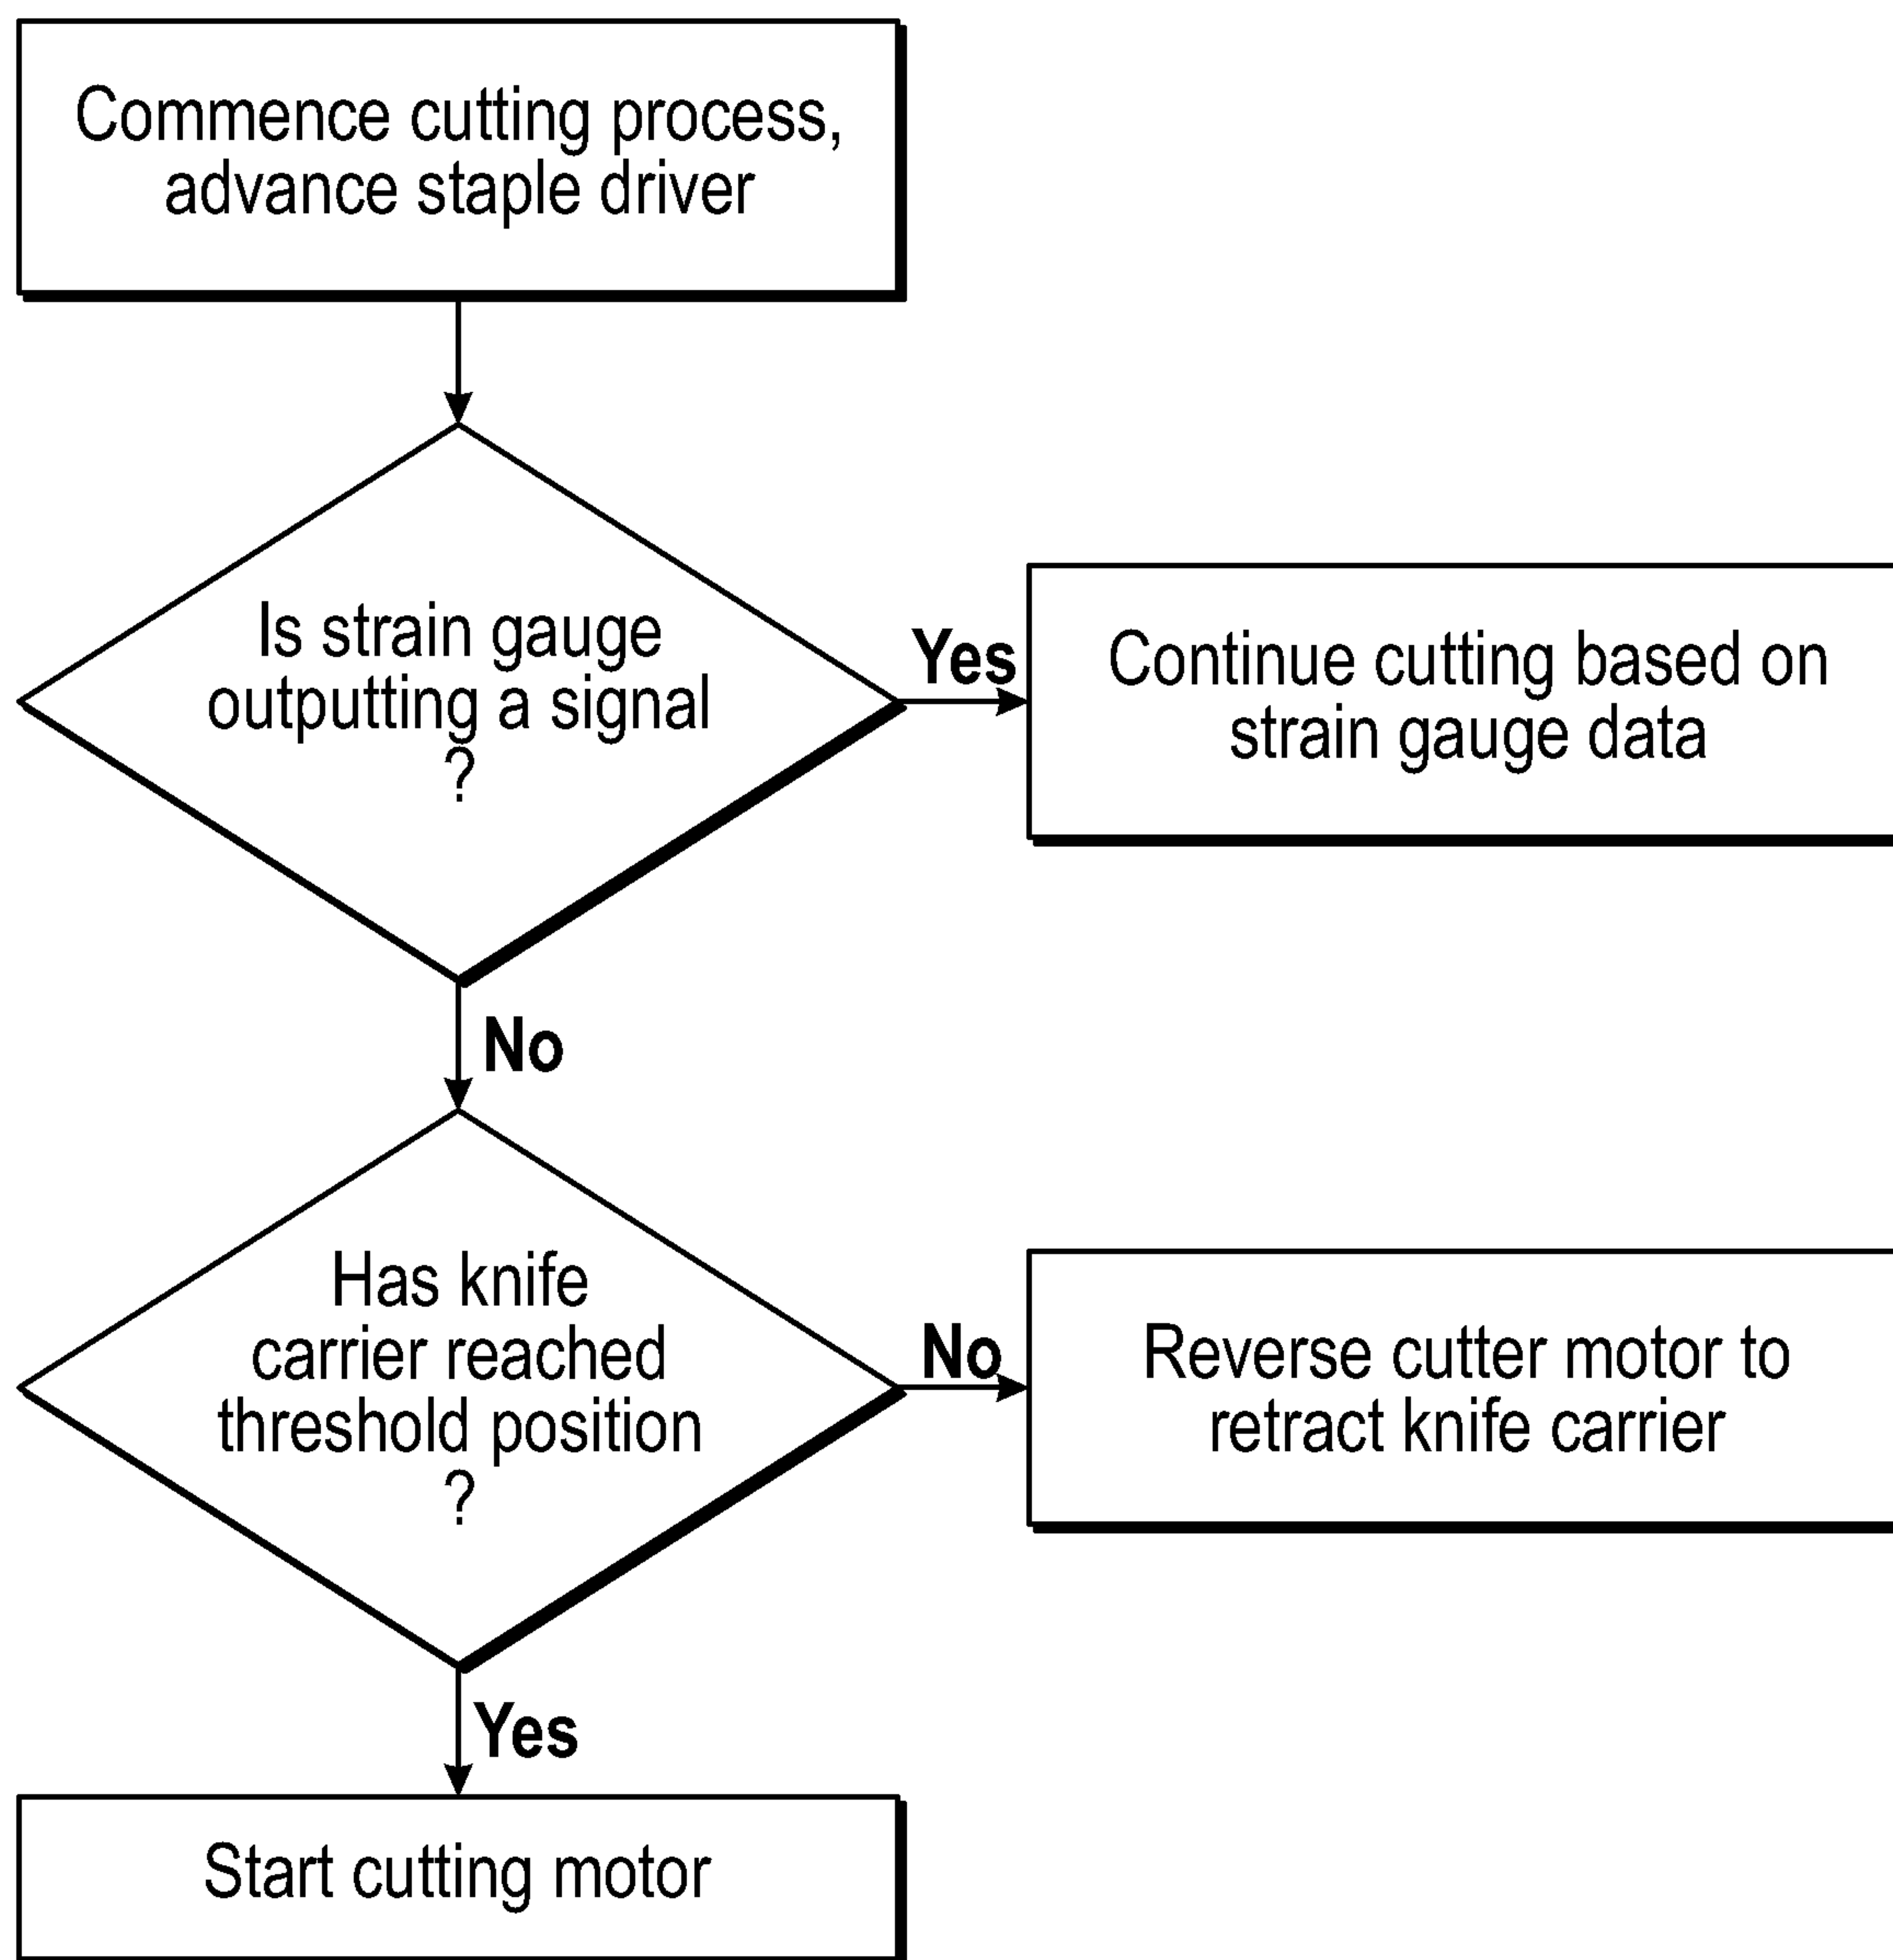 Commence cutting process,
advance staple driver
Is strain gauge
outputting a signal
?
Yes
Continue cutting based on
strain gauge data
No
Has knife
carrier reached
threshold position
?
No
Reverse cutter motor to
retract knife carrier
Yes
Start cutting motor